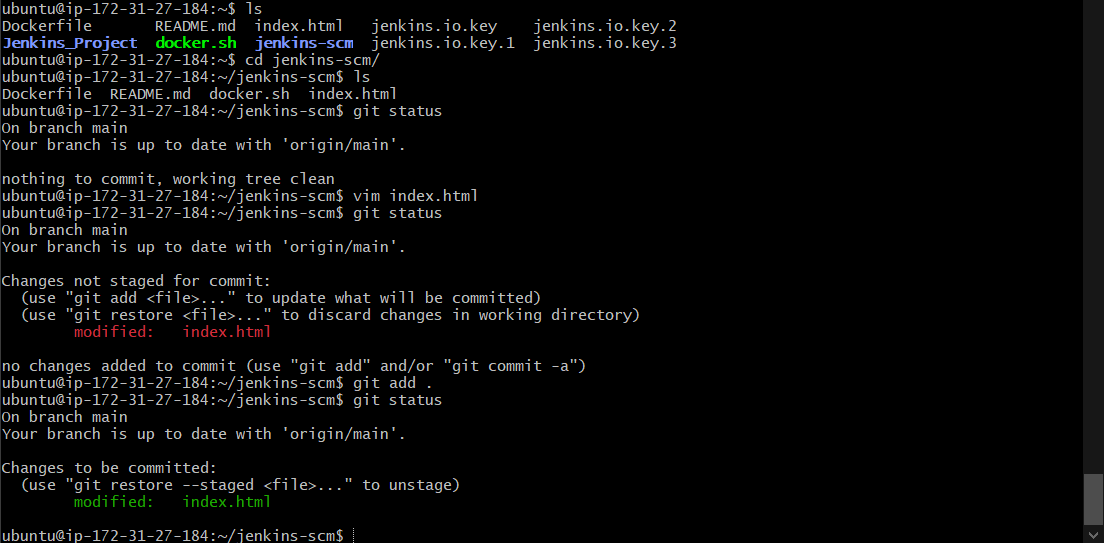 ubuntu@ip-172-31-27-184:~$ ls
Dockerfile       README.md  index.html   jenkins.io.key    jenkins.io.key.2
Jenkins_Project  docker.sh  jenkins-scm  jenkins.io.key.1  jenkins.io.key.3
ubuntu@ip-172-31-27-184:~$ cd jenkins-scm/
ubuntu@ip-172-31-27-184:~/jenkins-scm$ ls
Dockerfile  README.md  docker.sh  index.html
ubuntu@ip-172-31-27-184:~/jenkins-scm$ git status
On branch main
Your branch is up to date with 'origin/main'.

nothing to commit, working tree clean
ubuntu@ip-172-31-27-184:~/jenkins-scm$ vim index.html
ubuntu@ip-172-31-27-184:~/jenkins-scm$ git status
On branch main
Your branch is up to date with 'origin/main'.

Changes not staged for commit:
  (use "git add <file>..." to update what will be committed)
  (use "git restore <file>..." to discard changes in working directory)
        modified:   index.html

no changes added to commit (use "git add" and/or "git commit -a")
ubuntu@ip-172-31-27-184:~/jenkins-scm$ git add .
ubuntu@ip-172-31-27-184:~/jenkins-scm$ git status
On branch main
Your branch is up to date with 'origin/main'.

Changes to be committed:
  (use "git restore --staged <file>..." to unstage)
        modified:   index.html

ubuntu@ip-172-31-27-184:~/jenkins-scm$